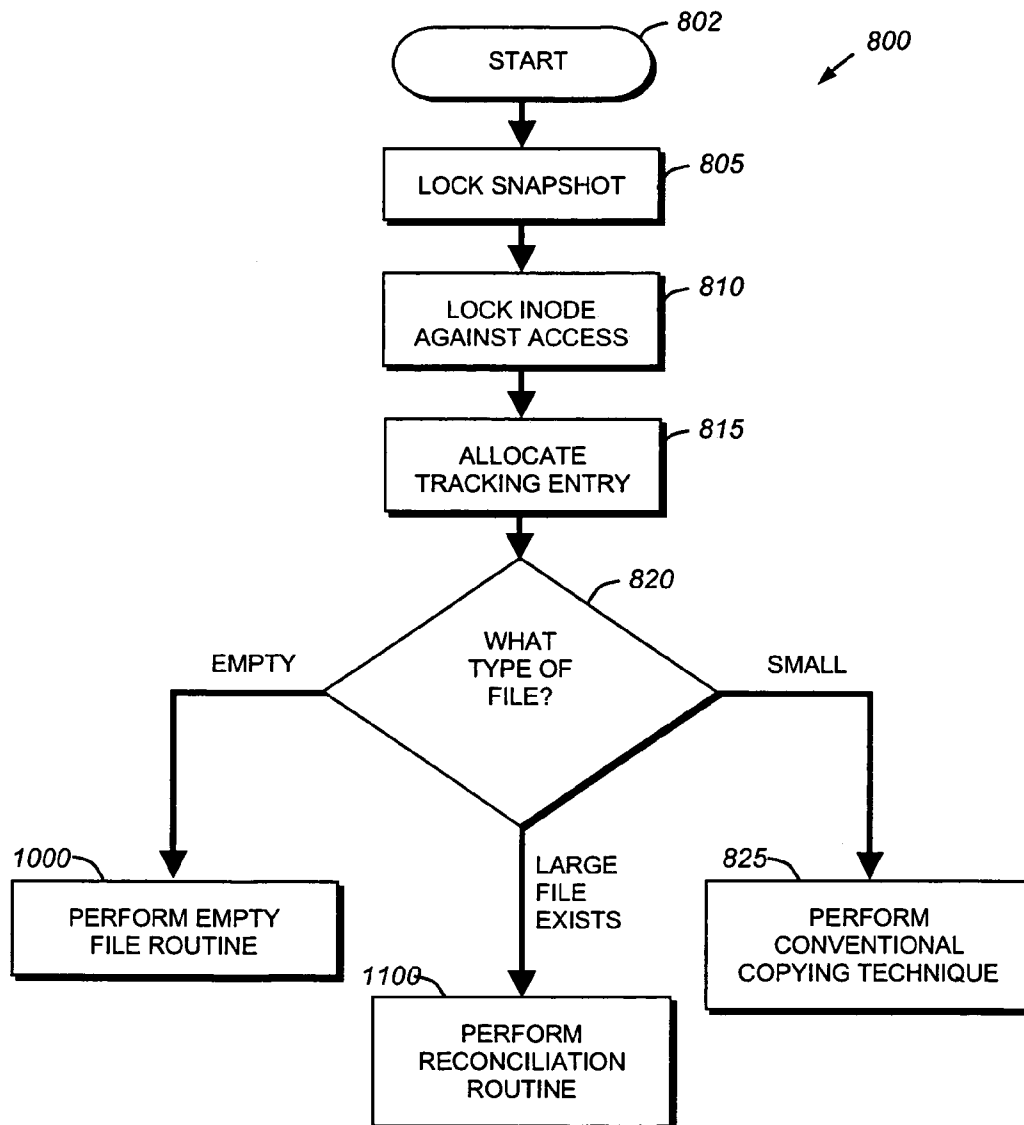 802
START
800
805
LOCK SNAPSHOT
810
LOCK INODE
AGAINST ACCESS
815
ALLOCATE
TRACKING ENTRY
820
WHAT
TYPE OF
FILE?
EMPTY
SMALL
1000
PERFORM EMPTY
FILE ROUTINE
LARGE
FILE
EXISTS
825
PERFORM
CONVENTIONAL
COPYING TECHNIQUE
1100
PERFORM
RECONCILIATION
ROUTINE